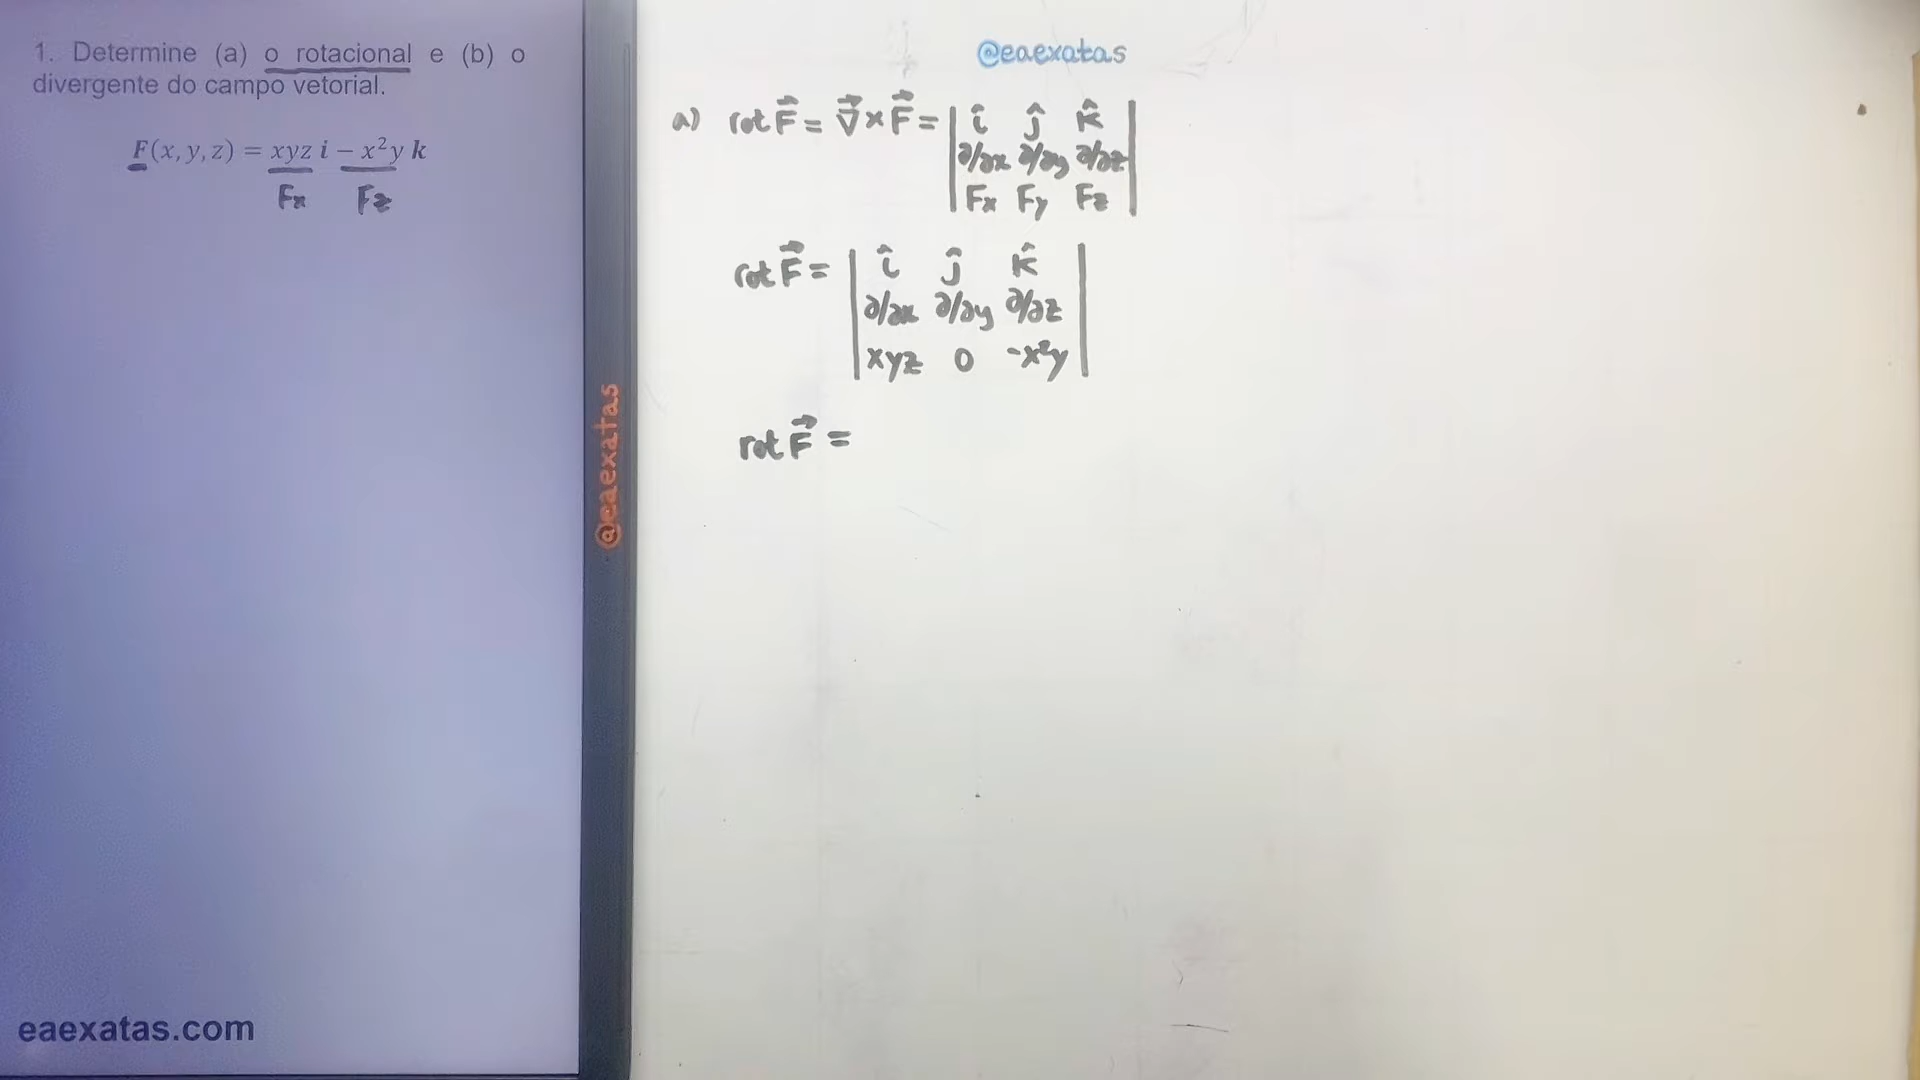 1. Determine (a) o rotacional e (b) o
divergente do campo vetorial.
F(x, y, z) = xyz i − x²y k
Fx Fz
eaexatas.com
@eaexatas
@eaexatas
a) rot F⃗ = ∇⃗ × F⃗ = | î ĵ k̂ |
| ∂/∂x ∂/∂y ∂/∂z |
| Fx Fy Fz |
rot F⃗ = | î ĵ k̂ |
| ∂/∂x ∂/∂y ∂/∂z |
| xyz 0 -x²y |
rot F⃗ =